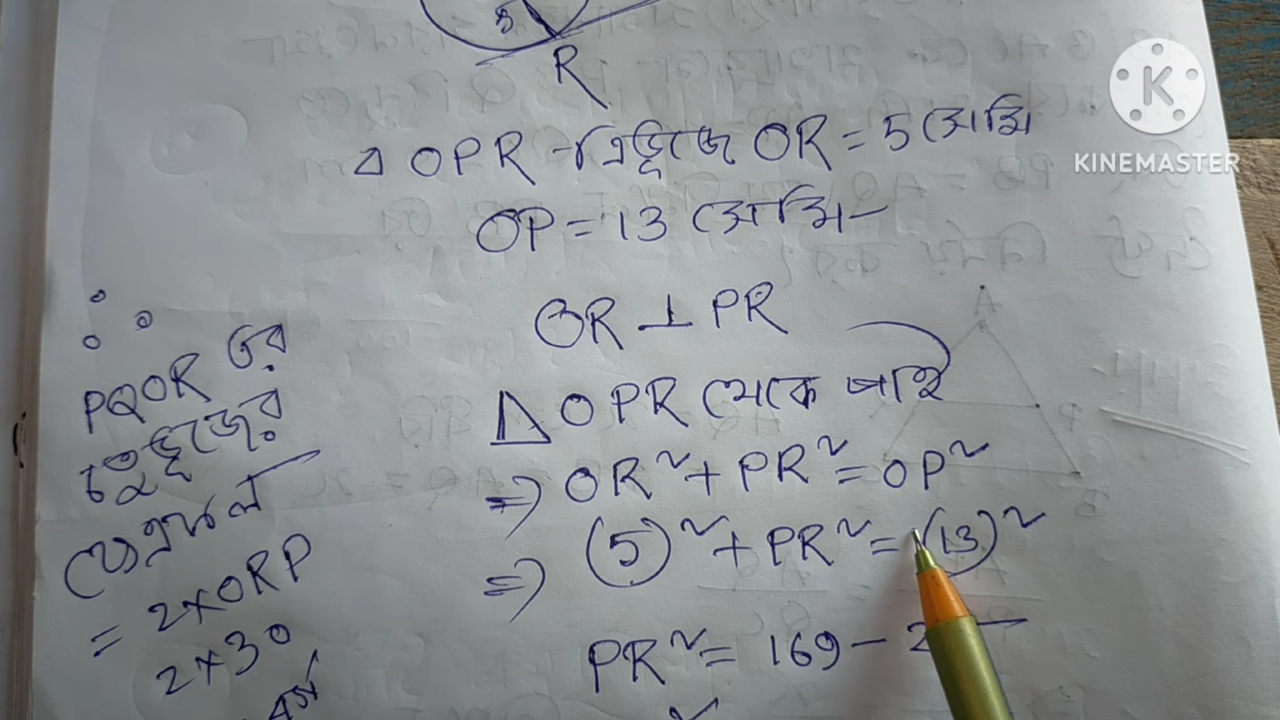 5
R
Δ OPR ত্রিভুজে OR = 5 সেমি
OP = 13 সেমি
OR ⊥ PR
Δ OPR থেকে পাই
⇒ OR² + PR² = OP²
⇒ (5)² + PR² = (13)²
PR² = 169 -
∴
PQOR এর
চতুর্ভুজের
ক্ষেত্রফল
= 2×ORP
2×30
K
KINEMASTER